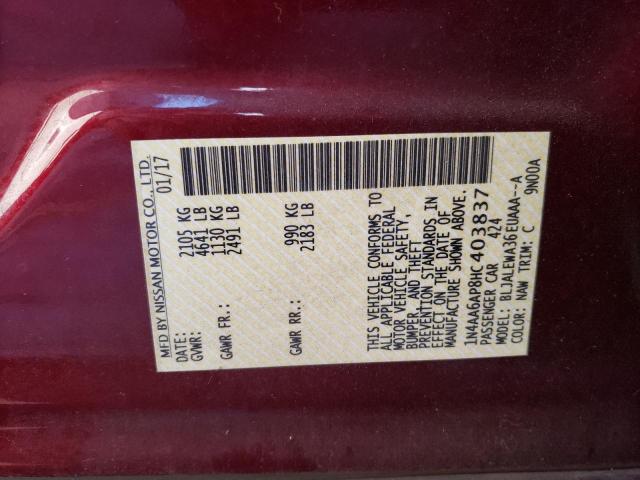 MFD BY NISSAN MOTOR CO., LTD.
DATE: 01/17
GVWR: 2105 KG
4641 LB
GAWR FR.: 1130 KG
2491 LB
GAWR RR.: 990 KG
2183 LB
THIS VEHICLE CONFORMS TO
ALL APPLICABLE FEDERAL
MOTOR VEHICLE SAFETY,
BUMPER, AND THEFT
PREVENTION STANDARDS IN
EFFECT ON THE DATE OF
MANUFACTURE SHOWN ABOVE.
1N4AA6AP8HC403837
PASSENGER CAR 424
MODEL: BLJALEWA36EUAAA--A
COLOR: NAW TRIM: C 9N00A